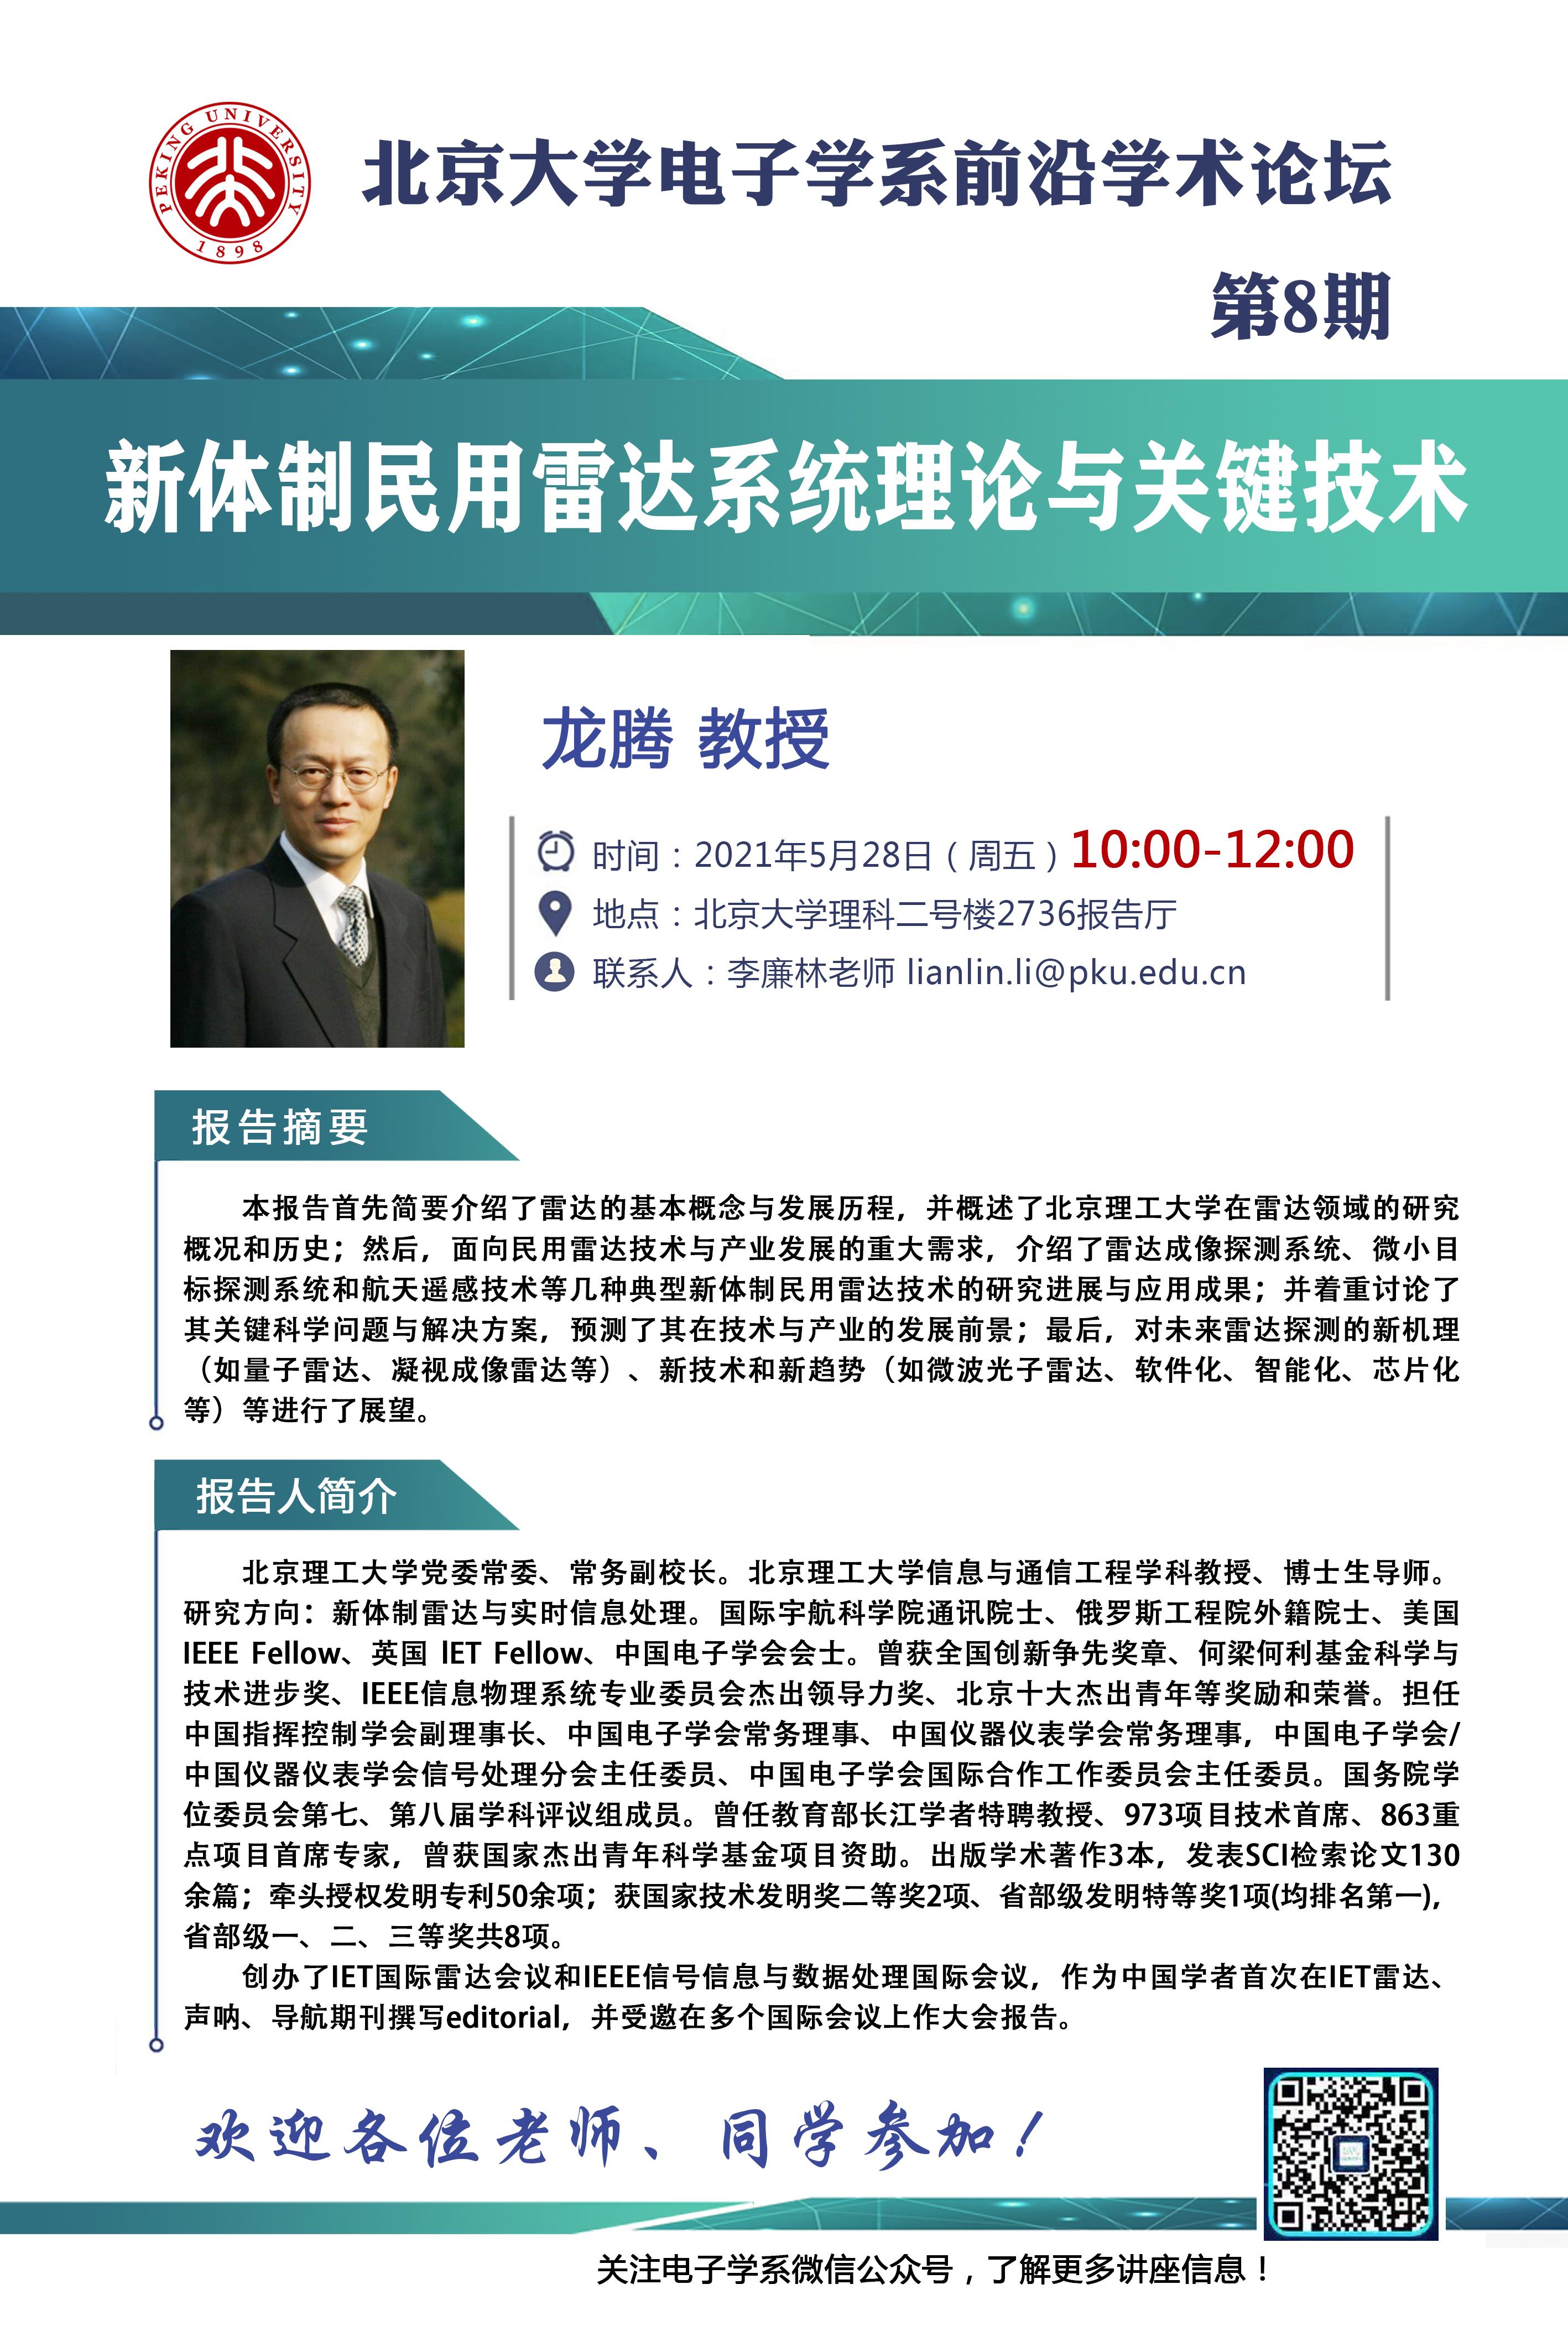 PEKING UNIVERSITY
1898
北京大学电子学系前沿学术论坛
第8期
新体制民用雷达系统理论与关键技术
龙腾 教授
时间：2021年5月28日（周五）10:00-12:00
地点：北京大学理科二号楼2736报告厅
联系人：李廉林老师 lianlin.li@pku.edu.cn
报告摘要
本报告首先简要介绍了雷达的基本概念与发展历程，并概述了北京理工大学在雷达领域的研究
概况和历史；然后，面向民用雷达技术与产业发展的重大需求，介绍了雷达成像探测系统、微小目
标探测系统和航天遥感技术等几种典型新体制民用雷达技术的研究进展与应用成果；并着重讨论了
其关键科学问题与解决方案，预测了其在技术与产业的发展前景；最后，对未来雷达探测的新机理
（如量子雷达、凝视成像雷达等）、新技术和新趋势（如微波光子雷达、软件化、智能化、芯片化
等）等进行了展望。
报告人简介
北京理工大学党委常委、常务副校长。北京理工大学信息与通信工程学科教授、博士生导师。
研究方向：新体制雷达与实时信息处理。国际宇航科学院通讯院士、俄罗斯工程院外籍院士、美国
IEEE Fellow、英国 IET Fellow、中国电子学会会士。曾获全国创新争先奖章、何梁何利基金科学与
技术进步奖、IEEE信息物理系统专业委员会杰出领导力奖、北京十大杰出青年等奖励和荣誉。担任
中国指挥控制学会副理事长、中国电子学会常务理事、中国仪器仪表学会常务理事，中国电子学会/
中国仪器仪表学会信号处理分会主任委员、中国电子学会国际合作工作委员会主任委员。国务院学
位委员会第七、第八届学科评议组成员。曾任教育部长江学者特聘教授、973项目技术首席、863重
点项目首席专家，曾获国家杰出青年科学基金项目资助。出版学术著作3本，发表SCI检索论文130
余篇；牵头授权发明专利50余项；获国家技术发明奖二等奖2项、省部级发明特等奖1项(均排名第一)，
省部级一、二、三等奖共8项。
创办了IET国际雷达会议和IEEE信号信息与数据处理国际会议，作为中国学者首次在IET雷达、
声呐、导航期刊撰写editorial，并受邀在多个国际会议上作大会报告。
欢迎各位老师、同学参加！
关注电子学系微信公众号，了解更多讲座信息！